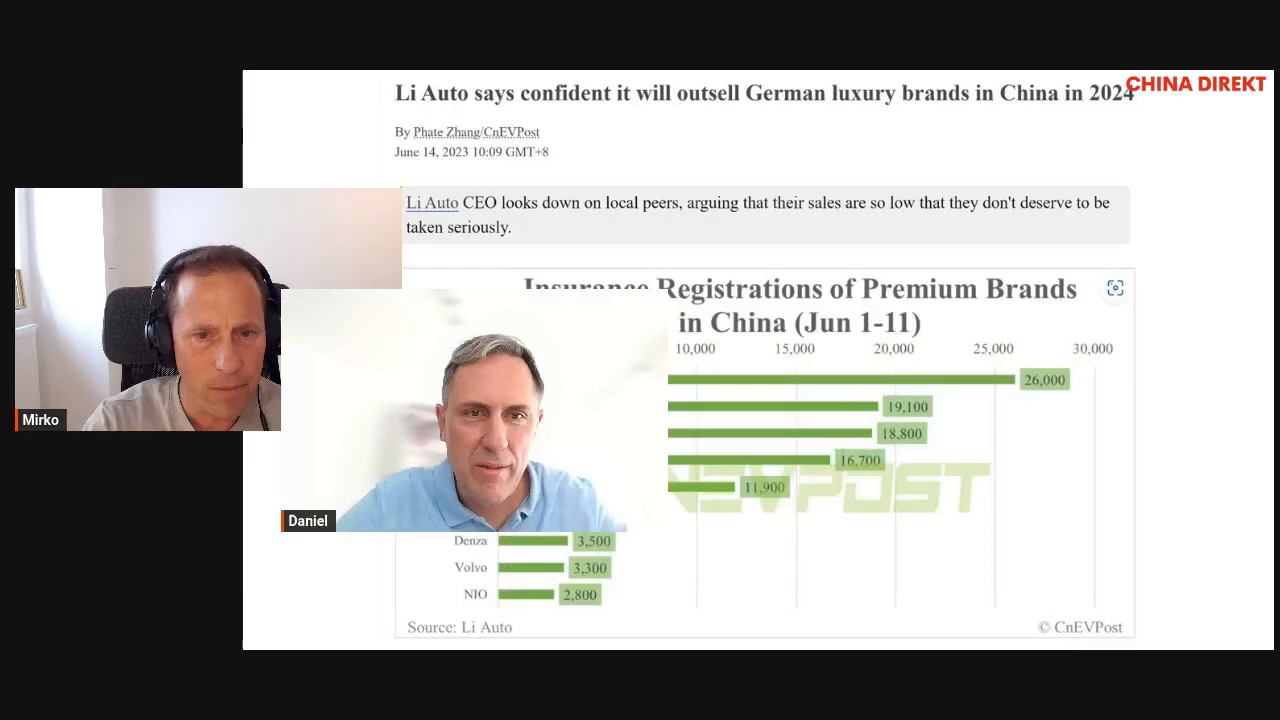 CHINA DIREKT
Li Auto says confident it will outsell German luxury brands in China in 2024
By Phate Zhang/CnEVPost
June 14, 2023 10:09 GMT+8
Li Auto CEO looks down on local peers, arguing that their sales are so low that they don't deserve to be
taken seriously.
Insurance Registrations of Premium Brands
in China (Jun 1-11)
10,000 15,000 20,000 25,000 30,000
26,000
19,100
18,800
16,700
11,900
Denza 3,500
Volvo 3,300
NIO 2,800
Source: Li Auto
© CnEVPost
Mirko
Daniel